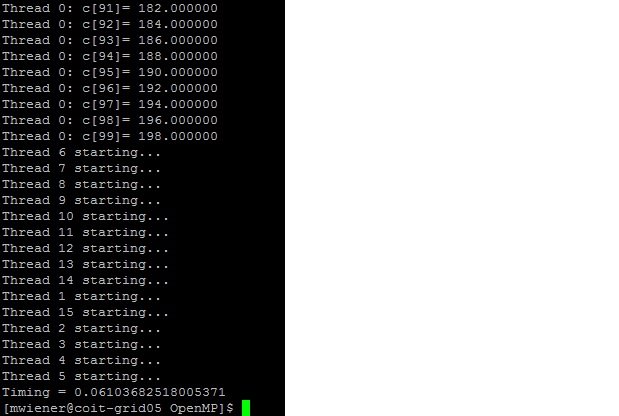 Thread 0: c[91]= 182.000000
Thread 0: c[92]= 184.000000
Thread 0: c[93]= 186.000000
Thread 0: c[94]= 188.000000
Thread 0: c[95]= 190.000000
Thread 0: c[96]= 192.000000
Thread 0: c[97]= 194.000000
Thread 0: c[98]= 196.000000
Thread 0: c[99]= 198.000000
Thread 6 starting...
Thread 7 starting...
Thread 8 starting...
Thread 9 starting...
Thread 10 starting...
Thread 11 starting...
Thread 12 starting...
Thread 13 starting...
Thread 14 starting...
Thread 1 starting...
Thread 15 starting...
Thread 2 starting...
Thread 3 starting...
Thread 4 starting...
Thread 5 starting...
Timing = 0.06103682518005371
[mwiener@coit-grid05 OpenMP]$